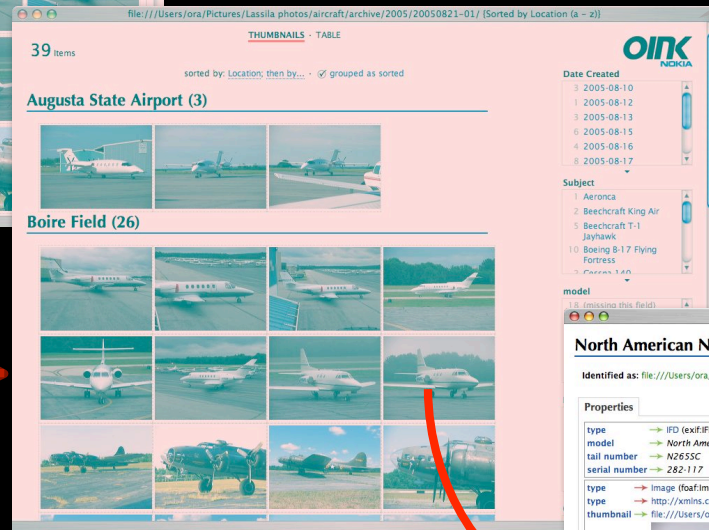 file:///Users/ora/Pictures/Lassila photos/aircraft/archive/2005/20050821-01/ {Sorted by Location (a – z)}
THUMBNAILS · TABLE
39 Items
OINK
NOKIA
sorted by: Location; then by... · grouped as sorted
Augusta State Airport (3)
Boire Field (26)
Date Created
3 2005-08-10
1 2005-08-12
3 2005-08-13
6 2005-08-15
4 2005-08-16
8 2005-08-17
Subject
1 Aeronca
2 Beechcraft King Air
5 Beechcraft T-1
Jayhawk
10 Boeing B-17 Flying
Fortress
Cessna 140
model
18 (missing this field)
North American N
Identified as: file:///Users/ora/
Properties
type → IFD (exif:IF
model → North Ame
tail number → N265SC
serial number → 282-117
type → Image (foaf:Im
type → http://xmlns.c
thumbnail → file:///Users/o